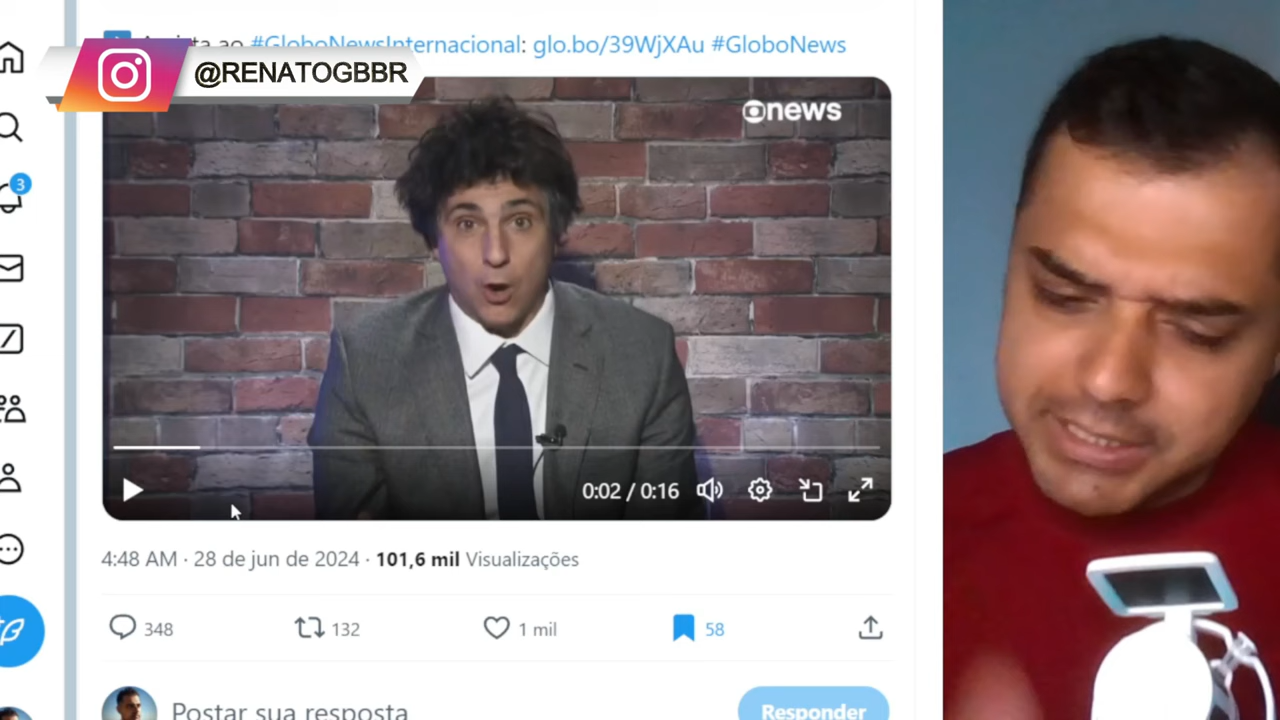 ao #GloboNewsInternacional: glo.bo/39WjXAu #GloboNews
@RENATOGBBR
news
3
0:02 / 0:16
4:48 AM · 28 de jun de 2024 · 101,6 mil Visualizações
348 132 1 mil 58
Postar sua resposta
Responder